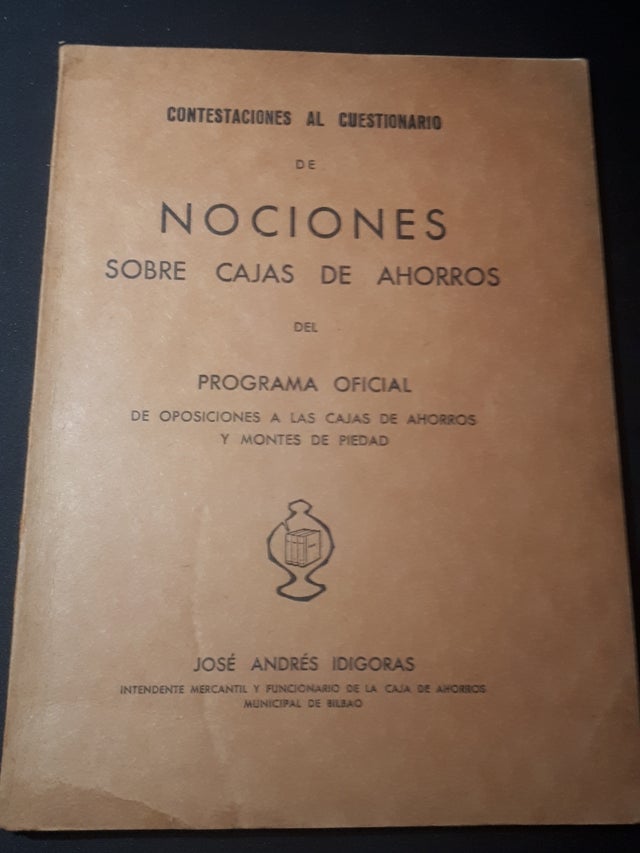 CONTESTACIONES AL CUESTIONARIO
DE
NOCIONES
SOBRE CAJAS DE AHORROS
DEL
PROGRAMA OFICIAL
DE OPOSICIONES A LAS CAJAS DE AHORROS
Y MONTES DE PIEDAD
JOSÉ ANDRÉS IDIGORAS
INTENDENTE MERCANTIL Y FUNCIONARIO DE LA CAJA DE AHORROS
MUNICIPAL DE BILBAO